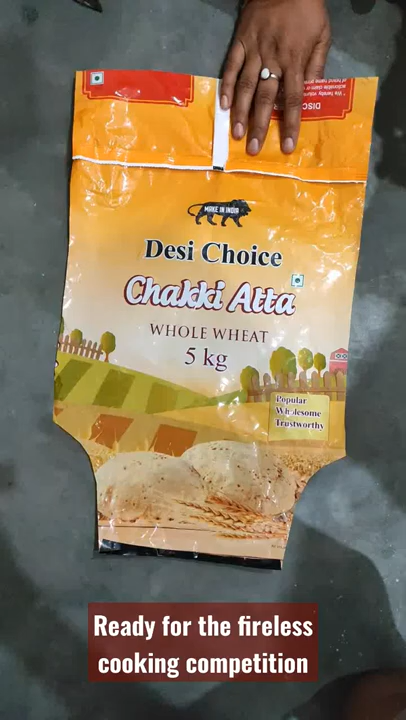 MAKE IN INDIA
Desi Choice
Chakki Atta
WHOLE WHEAT
5 kg
Popular
Wholesome
Trustworthy
Ready for the fireless
cooking competition